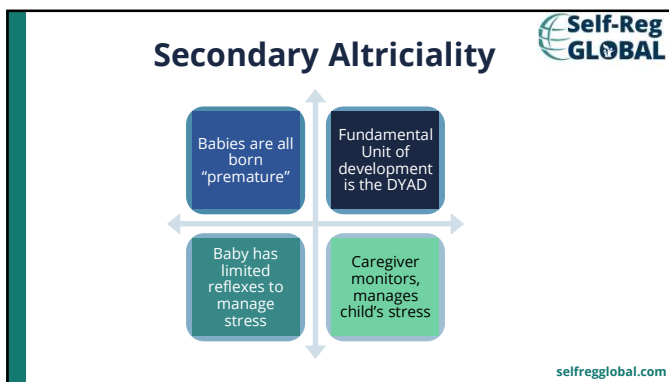 Self-Reg
GLOBAL
Secondary Altriciality
Babies are all
born
“premature”
Fundamental
Unit of
development
is the DYAD
Baby has
limited
reflexes to
manage
stress
Caregiver
monitors,
manages
child’s stress
selfregglobal.com